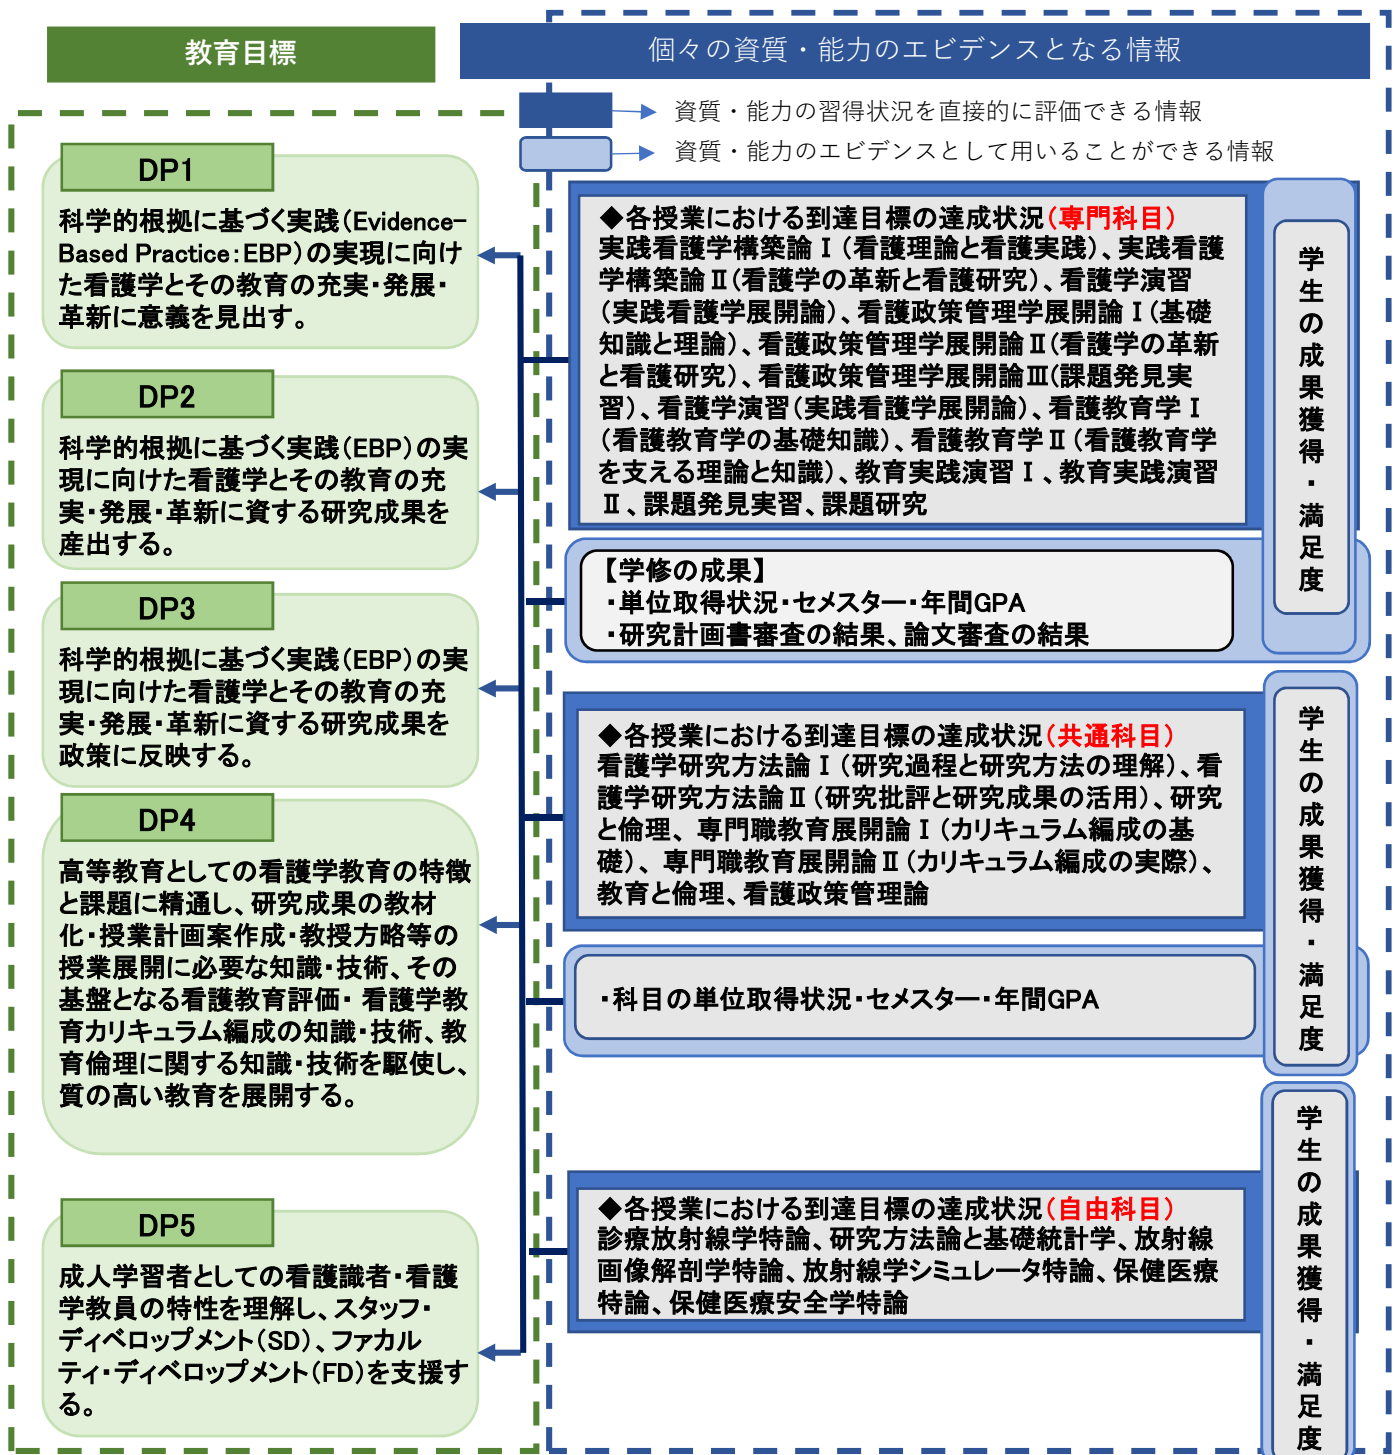 教育目標
個々の資質・能力のエビデンスとなる情報
資質・能力の習得状況を直接的に評価できる情報
資質・能力のエビデンスとして用いることができる情報
DP1
科学的根拠に基づく実践(Evidence-
Based Practice:EBP)の実現に向け
た看護学とその教育の充実・発展・
革新に意義を見出す。
DP2
科学的根拠に基づく実践(EBP)の実
現に向けた看護学とその教育の充
実・発展・革新に資する研究成果を
産出する。
DP3
科学的根拠に基づく実践(EBP)の実
現に向けた看護学とその教育の充
実・発展・革新に資する研究成果を
政策に反映する。
DP4
高等教育としての看護学教育の特徴
と課題に精通し、研究成果の教材
化・授業計画案作成・教授方略等の
授業展開に必要な知識・技術、その
基盤となる看護教育評価・ 看護学教
育カリキュラム編成の知識・技術、教
育倫理に関する知識・技術を駆使し、
質の高い教育を展開する。
DP5
成人学習者としての看護識者・看護
学教員の特性を理解し、スタッフ・
ディベロップメント(SD)、ファカル
ティ・ディベロップメント(FD)を支援す
る。
◆各授業における到達目標の達成状況(専門科目)
実践看護学構築論Ⅰ(看護理論と看護実践)、実践看護
学構築論Ⅱ(看護学の革新と看護研究)、看護学演習
(実践看護学展開論)、看護政策管理学展開論Ⅰ(基礎
知識と理論)、看護政策管理学展開論Ⅱ(看護学の革新
と看護研究)、看護政策管理学展開論Ⅲ(課題発見実
習)、看護学演習(実践看護学展開論)、看護教育学Ⅰ
(看護教育学の基礎知識)、看護教育学Ⅱ(看護教育学
を支える理論と知識)、教育実践演習Ⅰ、教育実践演習
Ⅱ、課題発見実習、課題研究
学生の成果獲得・満足度
【学修の成果】
・単位取得状況・セメスター・年間GPA
・研究計画書審査の結果、論文審査の結果
◆各授業における到達目標の達成状況(共通科目)
看護学研究方法論Ⅰ(研究過程と研究方法の理解)、看
護学研究方法論Ⅱ(研究批評と研究成果の活用)、研究
と倫理、 専門職教育展開論Ⅰ(カリキュラム編成の基
礎)、 専門職教育展開論Ⅱ(カリキュラム編成の実際)、
教育と倫理、看護政策管理論
学生の成果獲得・満足度
・科目の単位取得状況・セメスター・年間GPA
◆各授業における到達目標の達成状況(自由科目)
診療放射線学特論、研究方法論と基礎統計学、放射線
画像解剖学特論、放射線学シミュレータ特論、保健医療
特論、保健医療安全学特論
学生の成果獲得・満足度